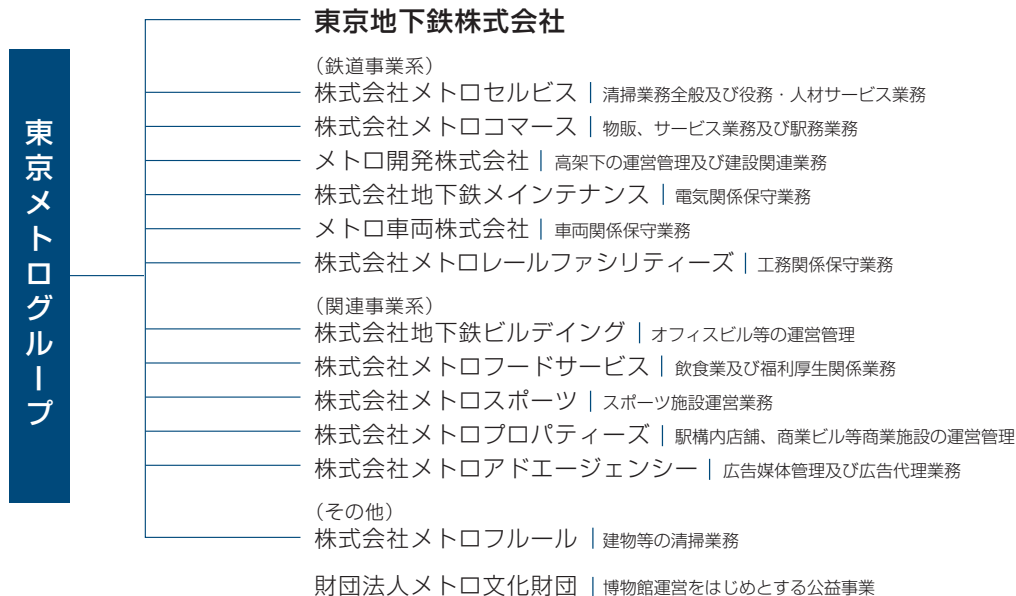 東京メトログループ
東京地下鉄株式会社
（鉄道事業系）
株式会社メトロセルビス｜清掃業務全般及び役務・人材サービス業務
株式会社メトロコマース｜物販、サービス業務及び駅務業務
メトロ開発株式会社｜高架下の運営管理及び建設関連業務
株式会社地下鉄メインテナンス｜電気関係保守業務
メトロ車両株式会社｜車両関係保守業務
株式会社メトロレールファシリティーズ｜工務関係保守業務
（関連事業系）
株式会社地下鉄ビルデイング｜オフィスビル等の運営管理
株式会社メトロフードサービス｜飲食業及び福利厚生関係業務
株式会社メトロスポーツ｜スポーツ施設運営業務
株式会社メトロプロパティーズ｜駅構内店舗、商業ビル等商業施設の運営管理
株式会社メトロアドエージェンシー｜広告媒体管理及び広告代理業務
（その他）
株式会社メトロフルール｜建物等の清掃業務
財団法人メトロ文化財団｜博物館運営をはじめとする公益事業